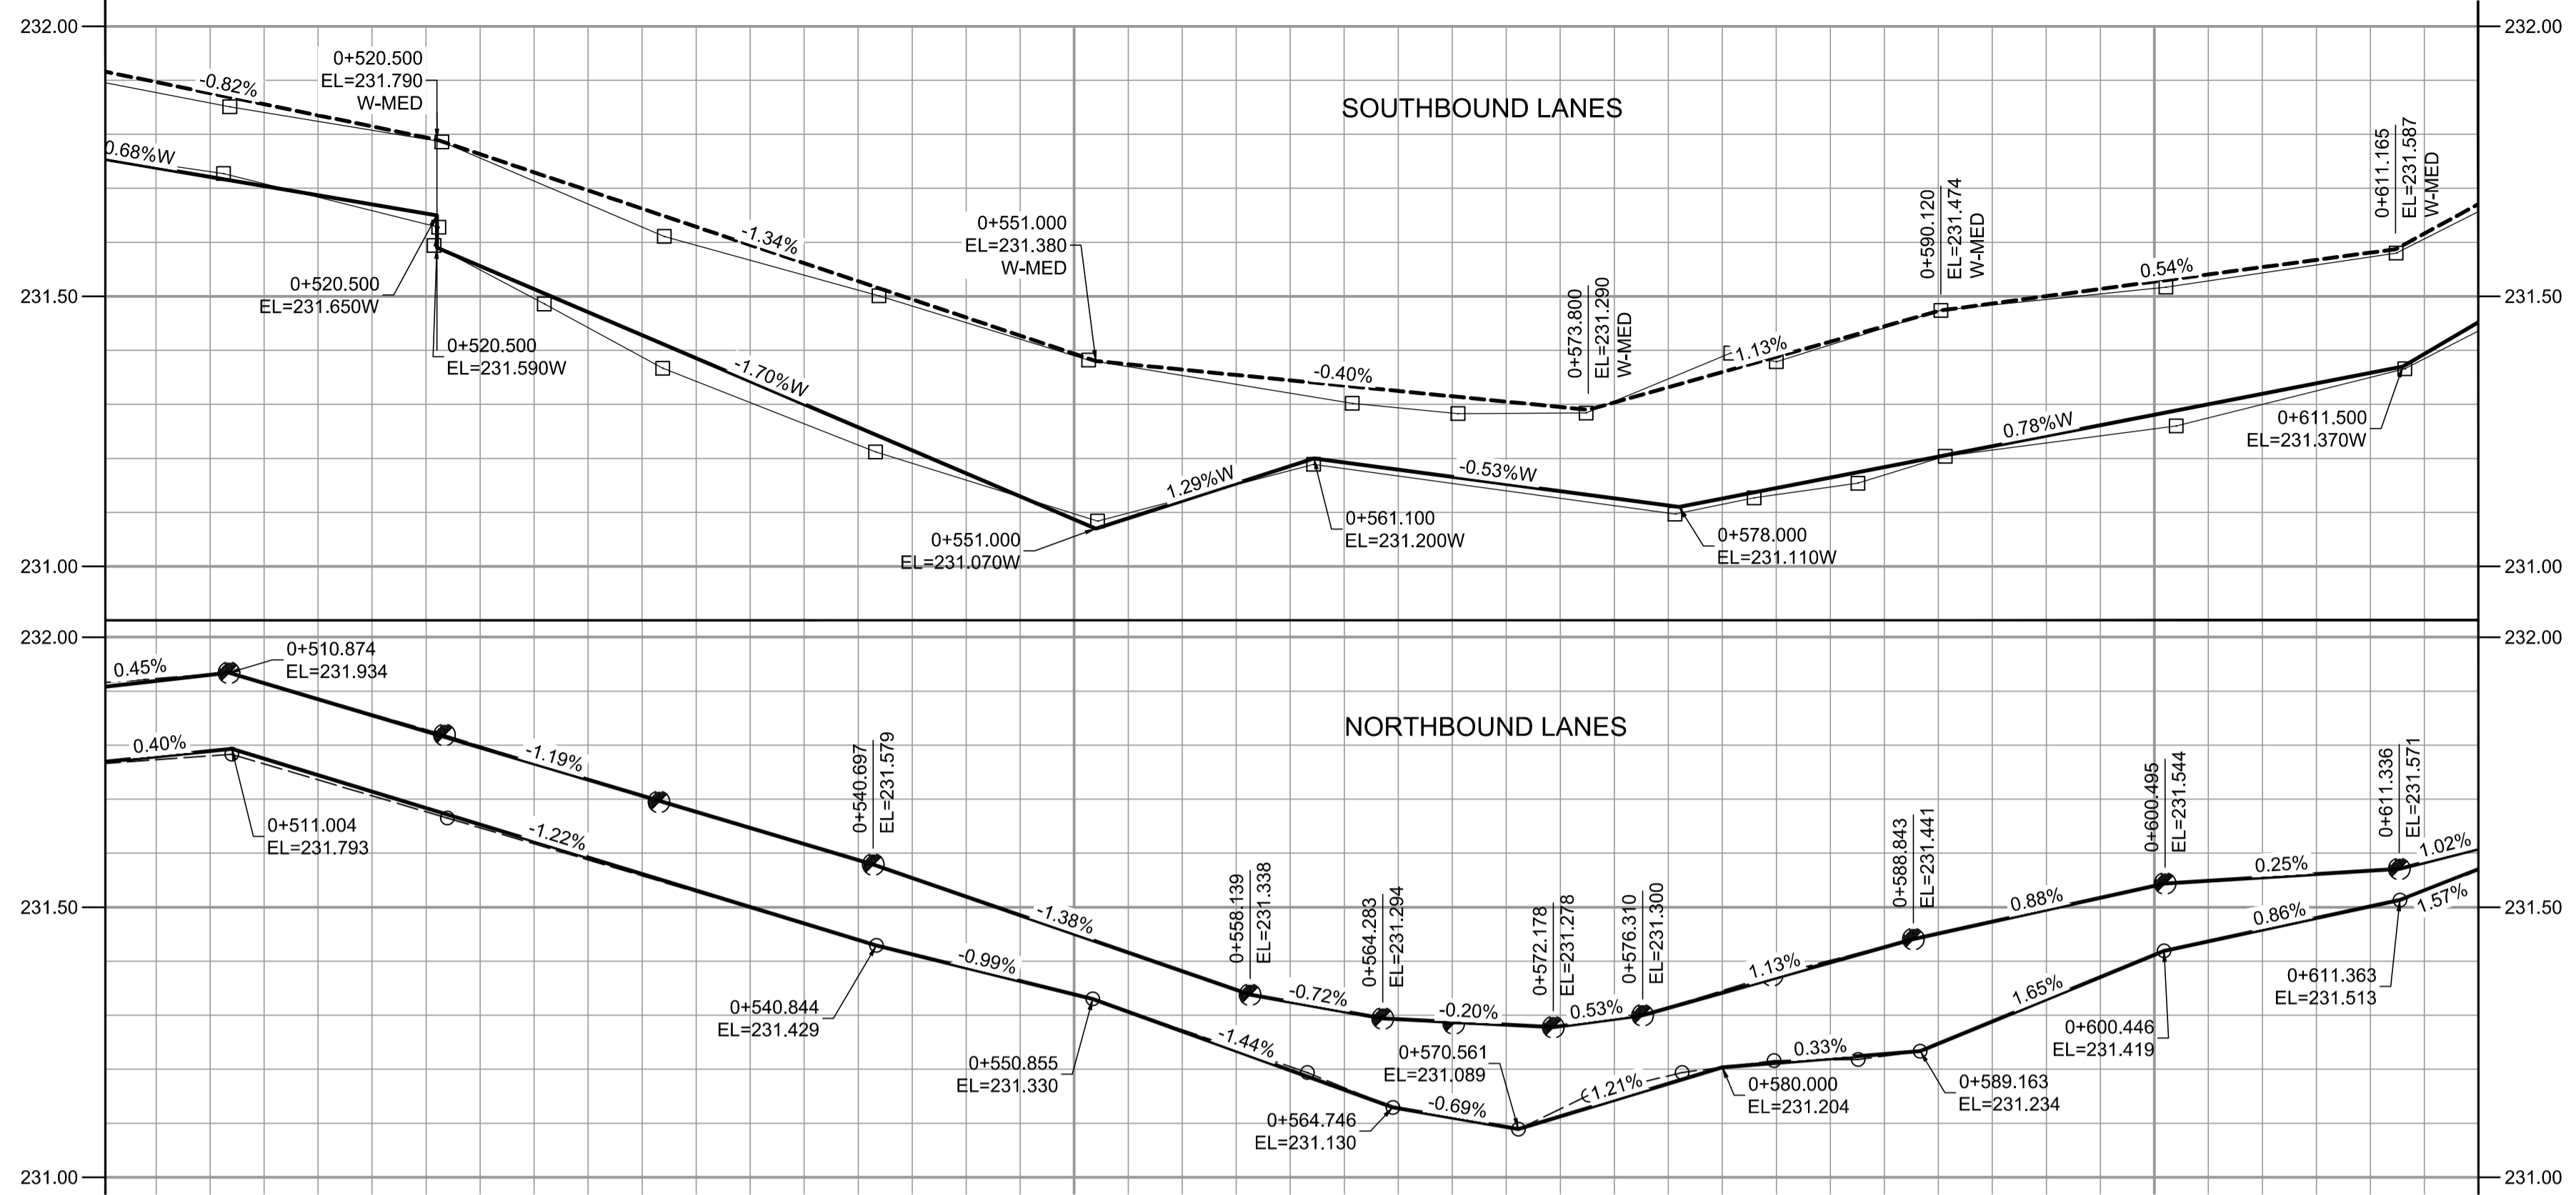 232.00
232.00
0+520.500
EL=231.790
W-MED
-0.82%
SOUTHBOUND LANES
0.68%W
0+611.165
EL=231.587
W-MED
0+590.120
EL=231.474
W-MED
0+551.000
EL=231.380
W-MED
-1.34%
0.54%
0+573.800
EL=231.290
W-MED
0+520.500
EL=231.650W
231.50
231.50
0+520.500
EL=231.590W
-1.70%W
-0.40%
1.13%
0+611.500
EL=231.370W
0.78%W
1.29%W
-0.53%W
0+561.100
EL=231.200W
0+551.000
EL=231.070W
0+578.000
EL=231.110W
231.00
231.00
232.00
232.00
0.45%
0+510.874
EL=231.934
NORTHBOUND LANES
0.40%
-1.19%
0+540.697
EL=231.579
0+611.336
EL=231.571
0+600.495
EL=231.544
0+511.004
EL=231.793
-1.22%
0+588.843
EL=231.441
1.02%
0.25%
0+558.139
EL=231.338
0+564.283
EL=231.294
0+572.178
EL=231.278
0+576.310
EL=231.300
231.50
231.50
-1.38%
0.88%
0.86%
1.57%
-0.99%
1.13%
-0.72%
-0.20%
0.53%
1.65%
0+611.363
EL=231.513
0+540.844
EL=231.429
-1.44%
0+570.561
EL=231.089
0.33%
0+600.446
EL=231.419
0+550.855
EL=231.330
-0.69%
1.21%
0+580.000
EL=231.204
0+589.163
EL=231.234
0+564.746
EL=231.130
231.00
231.00